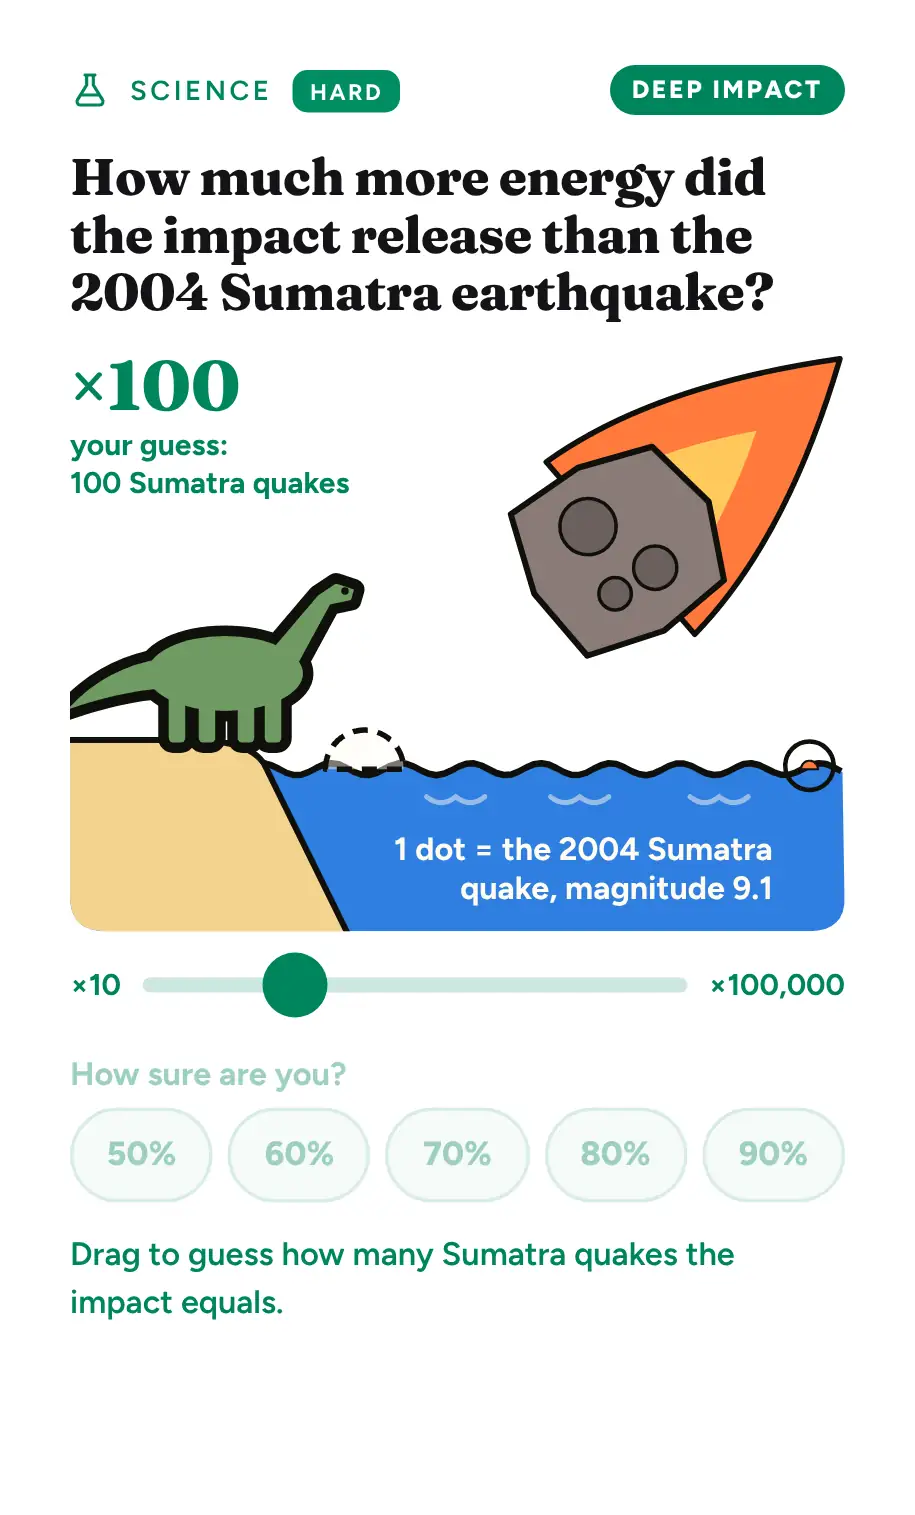 SCIENCE
HARD
DEEP IMPACT
How much more energy did
the impact release than the
2004 Sumatra earthquake?
×100
your guess:
100 Sumatra quakes
1 dot = the 2004 Sumatra
quake, magnitude 9.1
×10
×100,000
How sure are you?
50%
60%
70%
80%
90%
Drag to guess how many Sumatra quakes the
impact equals.